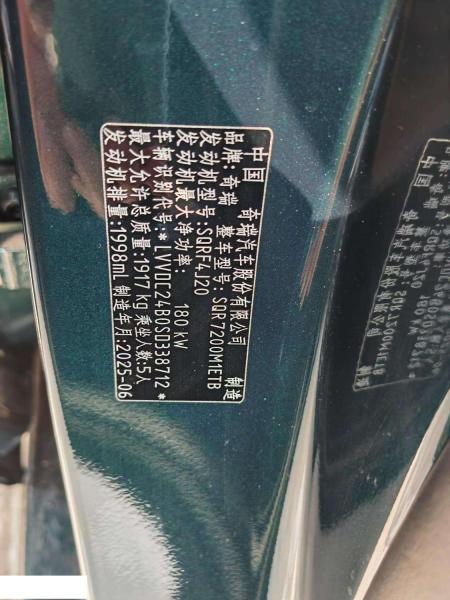 中国 奇瑞汽车股份有限公司 制造
品牌:奇瑞 整车型号:SQR7200M1ETB
发动机型号:SQRF4J20
发动机最大净功率: 180 kW
车辆识别代号:*LVVDC24B0SD338712*
最大允许总质量:1917 kg 乘坐人数:5人
发动机排量:1998mL 制造年月:2025-06